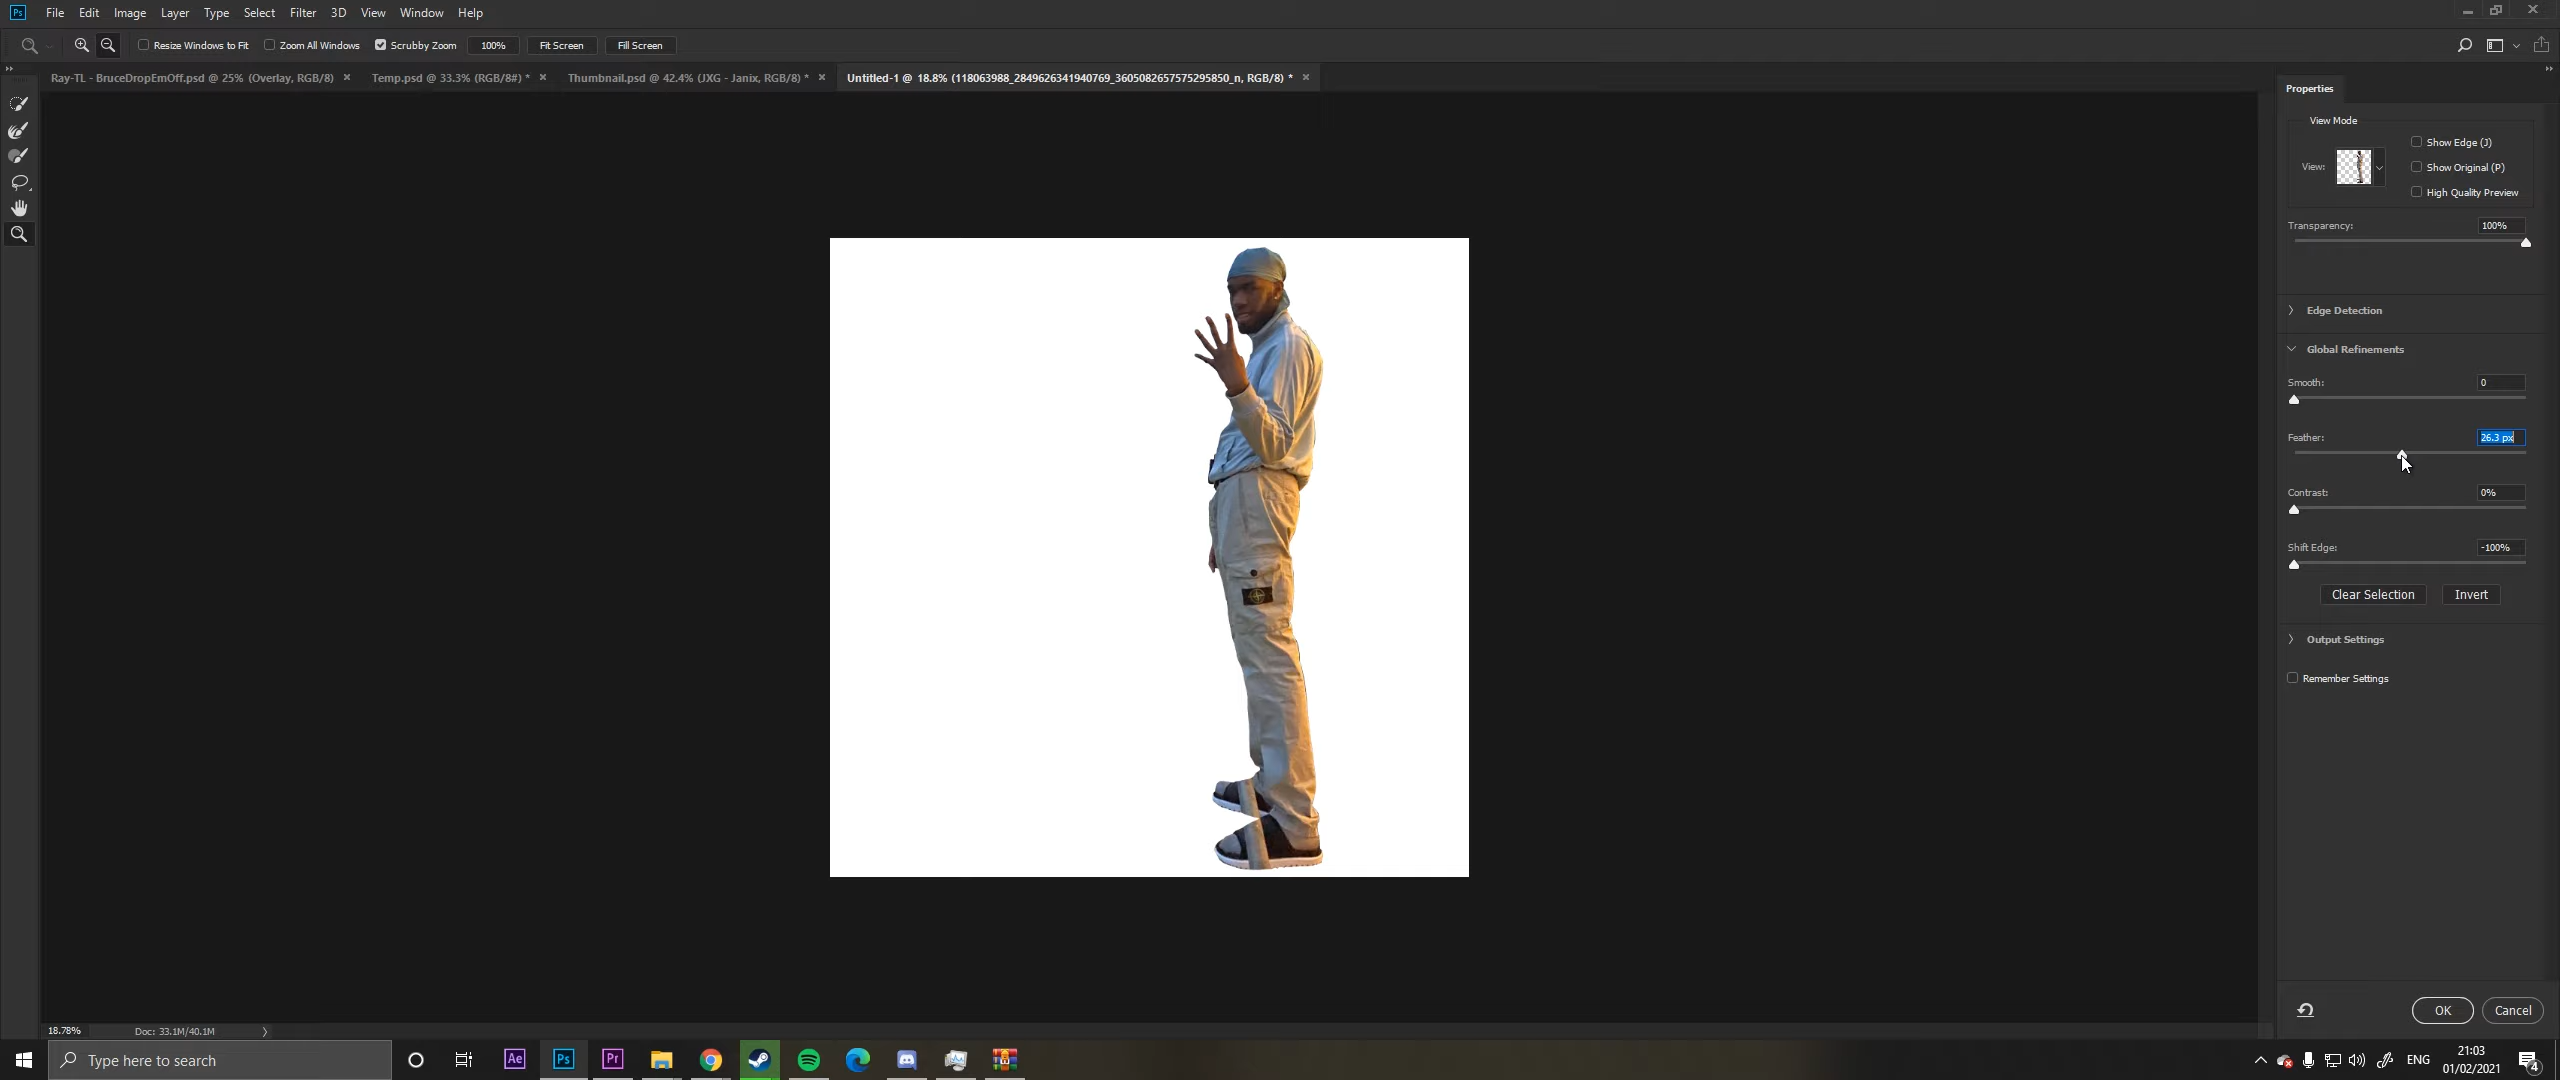 Ps File Edit Image Layer Type Select Filter 3D View Window Help
Resize Windows to Fit Zoom All Windows Scrubby Zoom 100% Fit Screen Fill Screen
Ray-TL - BruceDropEmOff.psd @ 25% (Overlay, RGB/8) × Temp.psd @ 33.3% (RGB/8#) * × Thumbnail.psd @ 42.4% (JXG - Janix, RGB/8) * × Untitled-1 @ 18.8% (118063988_2849626341940769_3605082657575295850_n, RGB/8) * ×
Properties
View Mode
Show Edge (J)
View: Show Original (P)
High Quality Preview
Transparency: 100%
Edge Detection
Global Refinements
Smooth: 0
Feather: 26.3 px
Contrast: 0%
Shift Edge: -100%
Clear Selection Invert
Output Settings
Remember Settings
OK Cancel
18.78% Doc: 33.1M/40.1M
Type here to search Ae Ps Pr ENG 21:03
01/02/2021 4